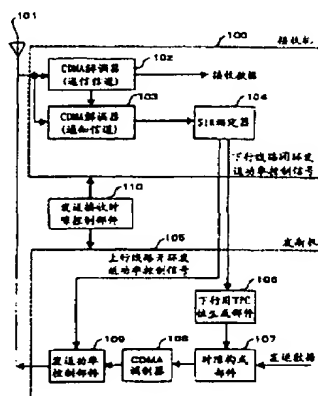 101
100
接收机
102
CDMA解调器
(通信信道)
接收数据
103
CDMA解调器
(通知信道)
104
SIR测定器
下行线路闭环发
送功率控制信号
110
发送接收时
隙控制部件
105
发射机
上行线路开环发
送功率控制信号
106
下行用TPC
位生成部件
109
发送功率
控制部件
108
CDMA
调制器
107
时隙构成
部件
发送数据